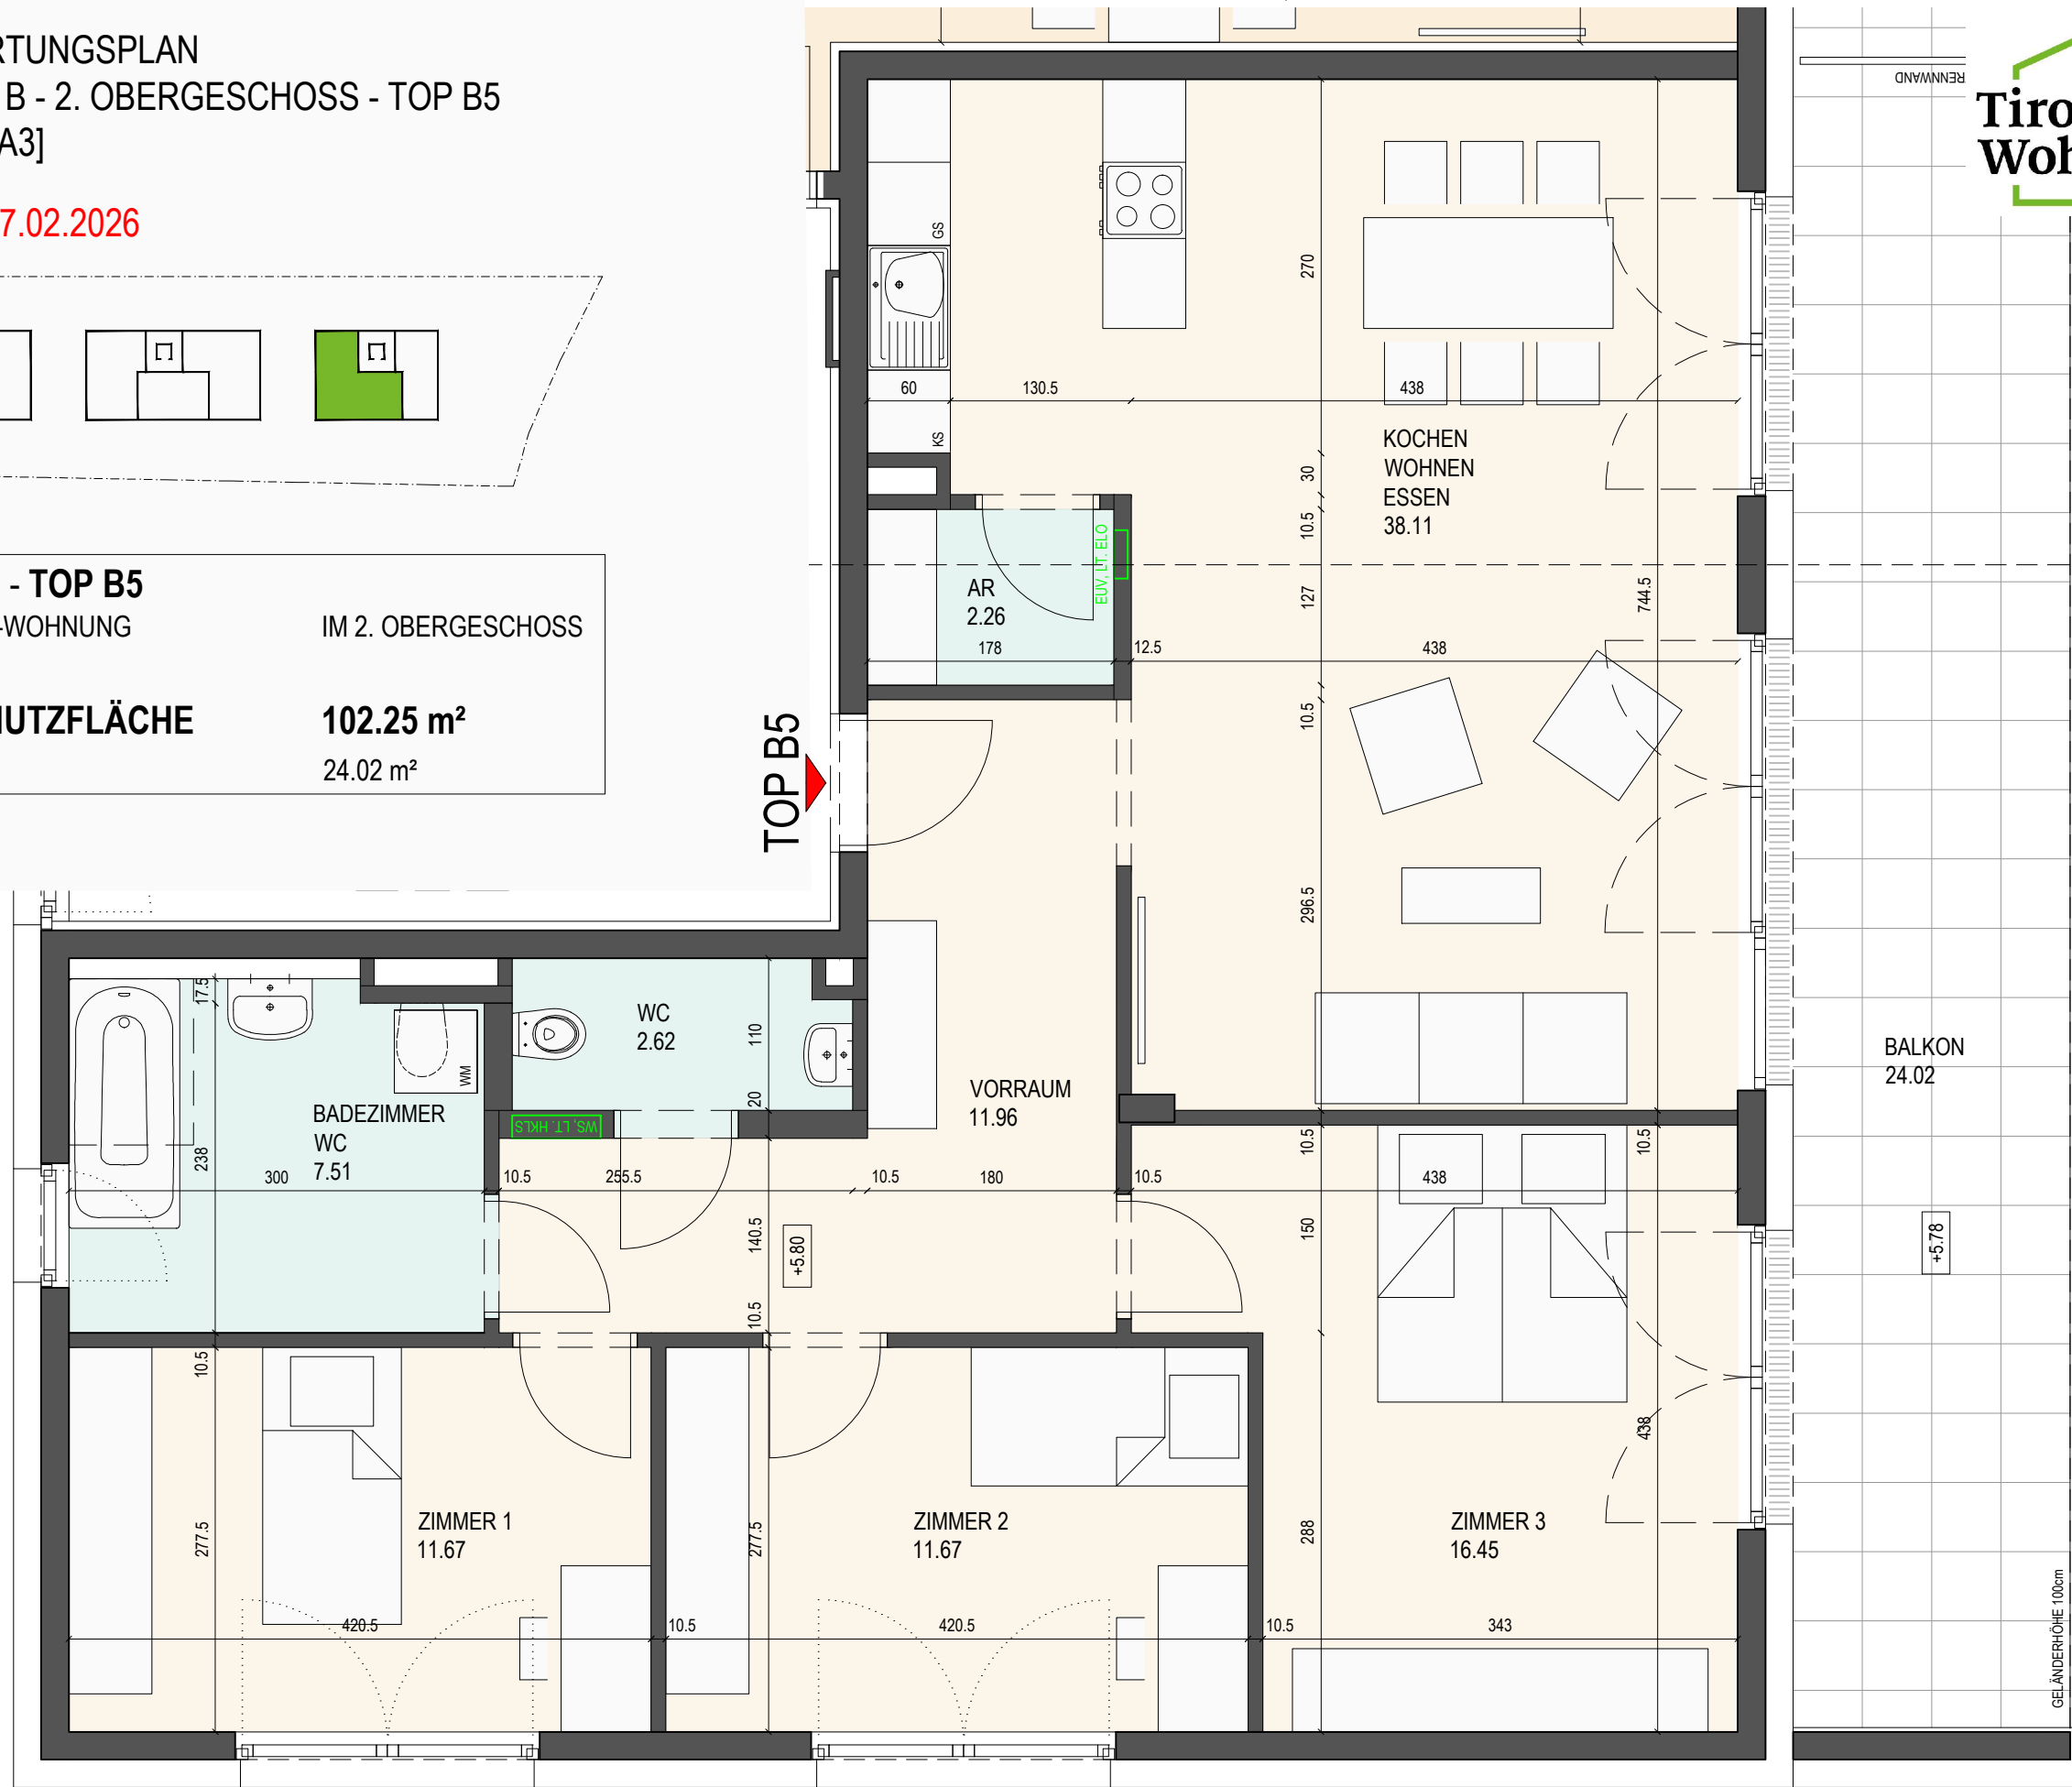 RTUNGSPLAN
B - 2. OBERGESCHOSS - TOP B5
A3]
7.02.2026
- TOP B5
-WOHNUNG IM 2. OBERGESCHOSS
NUTZFLÄCHE 102.25 m²
24.02 m²
TOP B5
Tiro
Woh
RENNWAND
GS
KS
270
60
130.5
438
KOCHEN
WOHNEN
ESSEN
38.11
30
10.5
127
744.5
EUV, LT. ELO
AR
2.26
178
12.5
438
10.5
296.5
WC
2.62
110
20
17.5
WM
BADEZIMMER
WC
7.51
238
WS, LT. HKLS
VORRAUM
11.96
BALKON
24.02
300
10.5
255.5
10.5
180
10.5
438
10.5
10.5
150
140.5
+5.80
+5.78
10.5
10.5
438
ZIMMER 1
11.67
ZIMMER 2
11.67
ZIMMER 3
16.45
277.5
277.5
288
420.5
10.5
420.5
10.5
343
GELÄNDERHÖHE 100cm